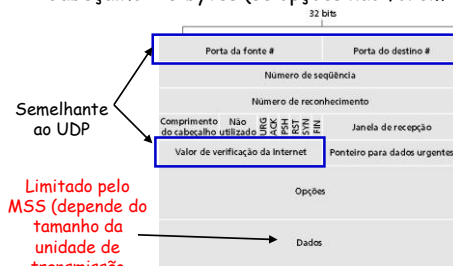 32 bits
Porta da fonte # Porta do destino #
Número de seqüência
Número de reconhecimento
Semelhante
ao UDP
Comprimento
do cabeçalho
Não
utilizado
URG
ACK
PSH
RST
SYN
FIN
Janela de recepção
Valor de verificação da Internet Ponteiro para dados urgentes
Limitado pelo
MSS (depende do
tamanho da
unidade de
Opções
Dados